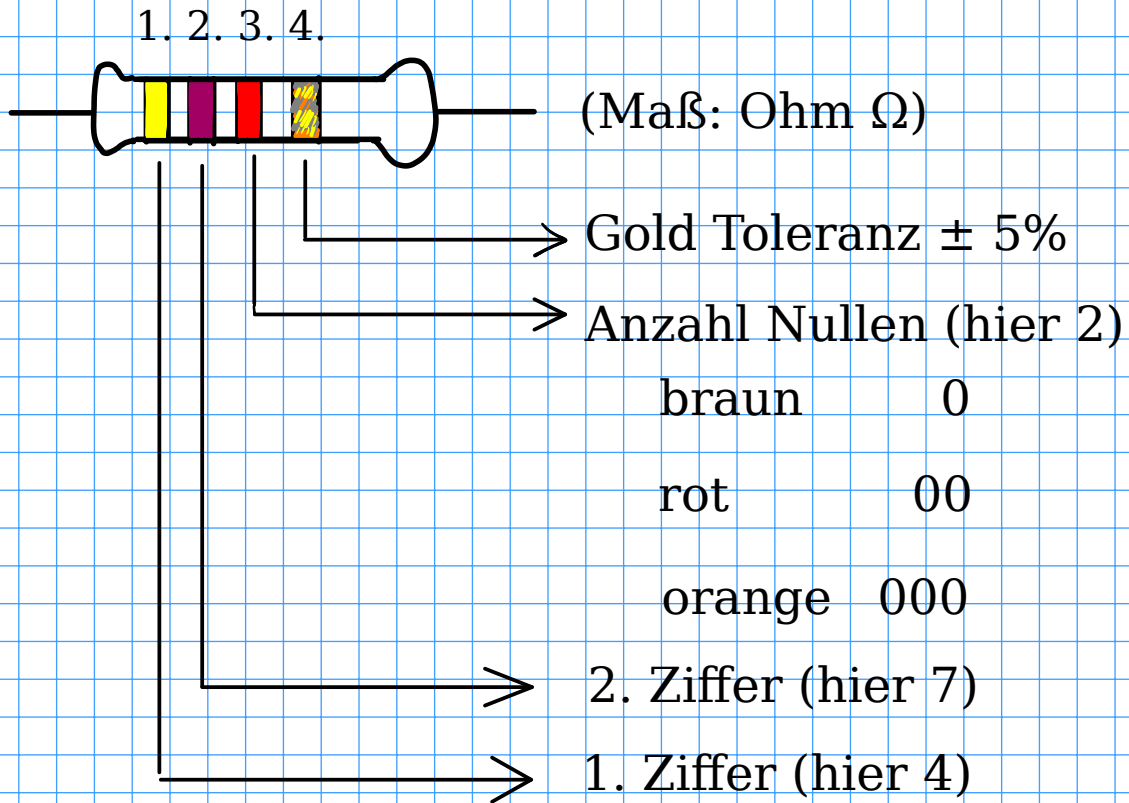 1. 2. 3. 4.
(Maß: Ohm Ω)
Gold Toleranz ± 5%
Anzahl Nullen (hier 2)
braun 0
rot 00
orange 000
2. Ziffer (hier 7)
1. Ziffer (hier 4)